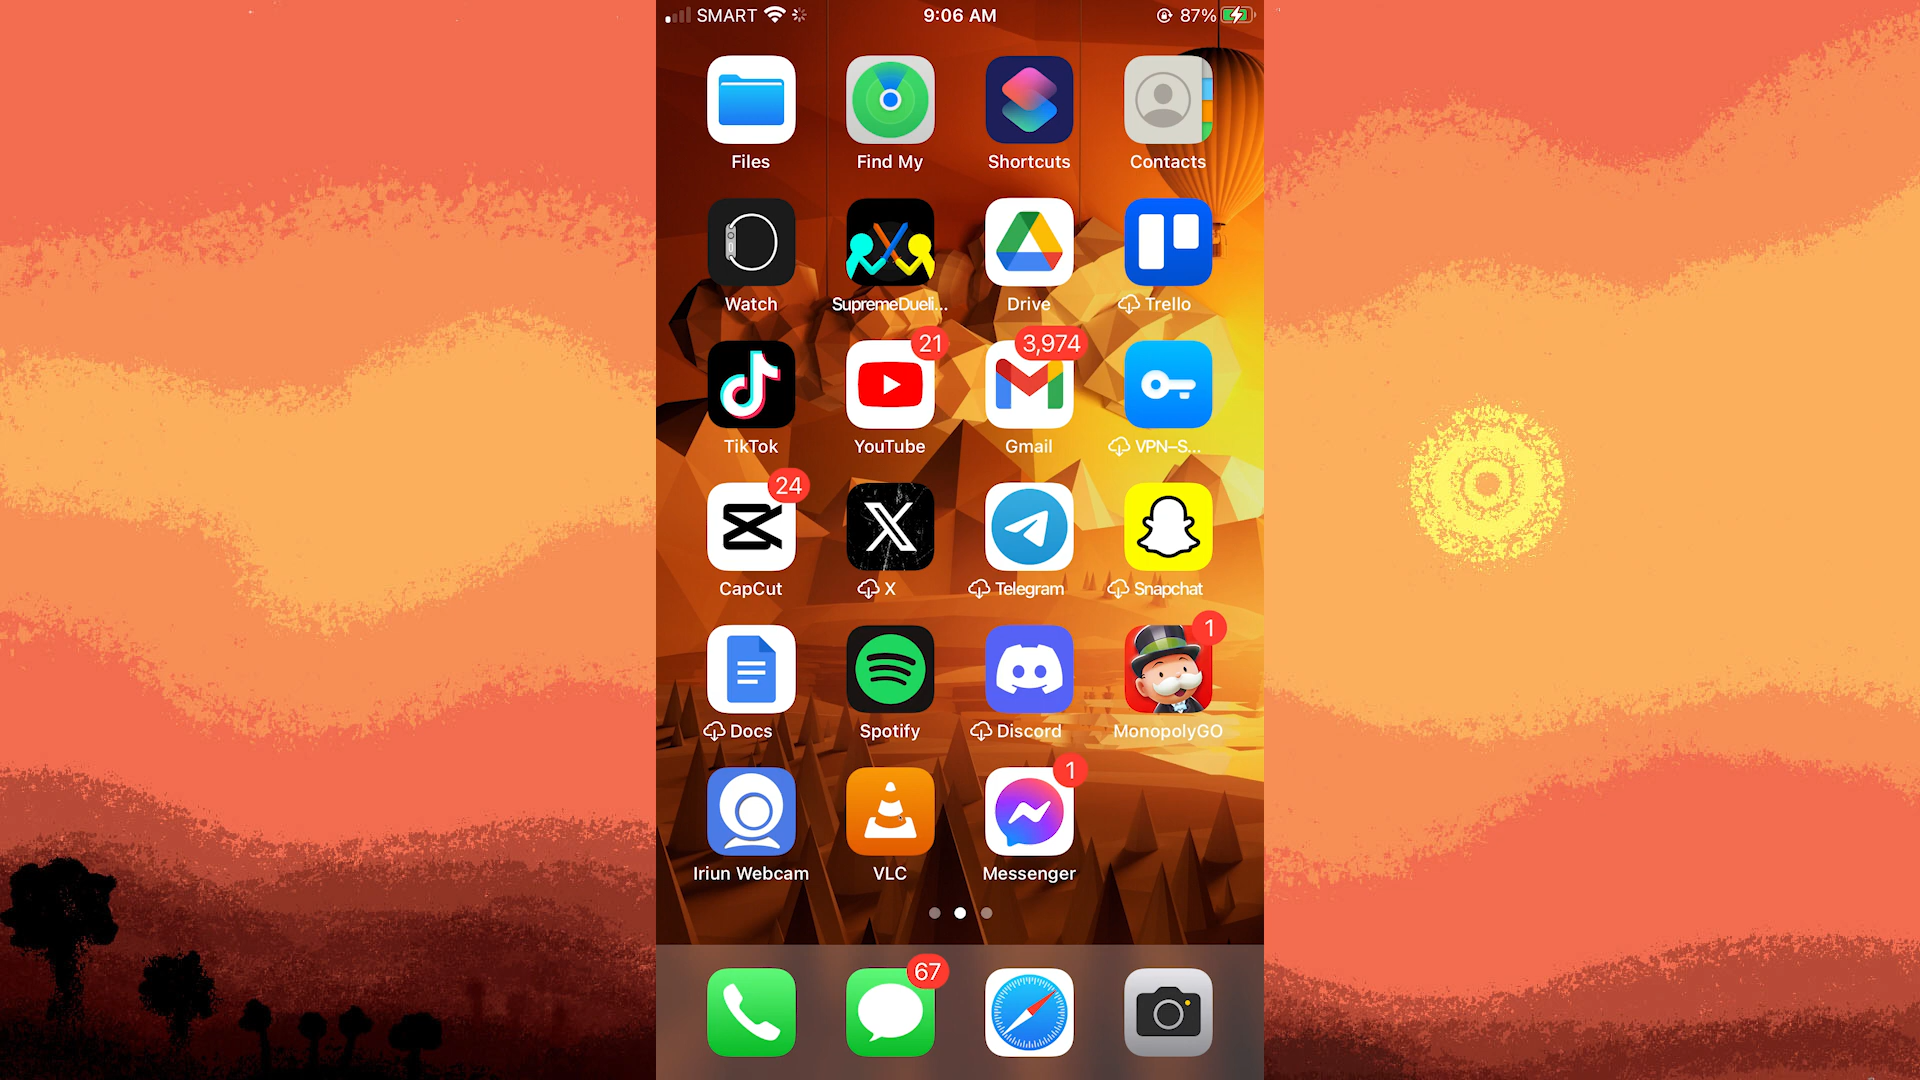 SMART 9:06 AM 87%
Files Find My Shortcuts Contacts
Watch SupremeDueli... Drive Trello
21 3,974
TikTok YouTube Gmail VPN–S...
24
CapCut X Telegram Snapchat
1
Docs Spotify Discord MonopolyGO
1
Iriun Webcam VLC Messenger
67